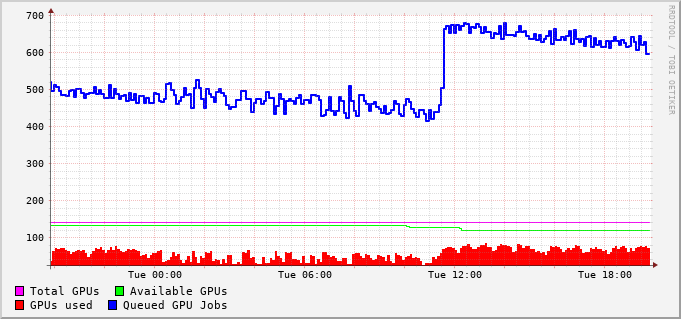 700
600
500
400
300
200
100
Tue 00:00 Tue 06:00 Tue 12:00 Tue 18:00
Total GPUs Available GPUs
GPUs used Queued GPU Jobs
RRDTOOL / TOBI OETIKER